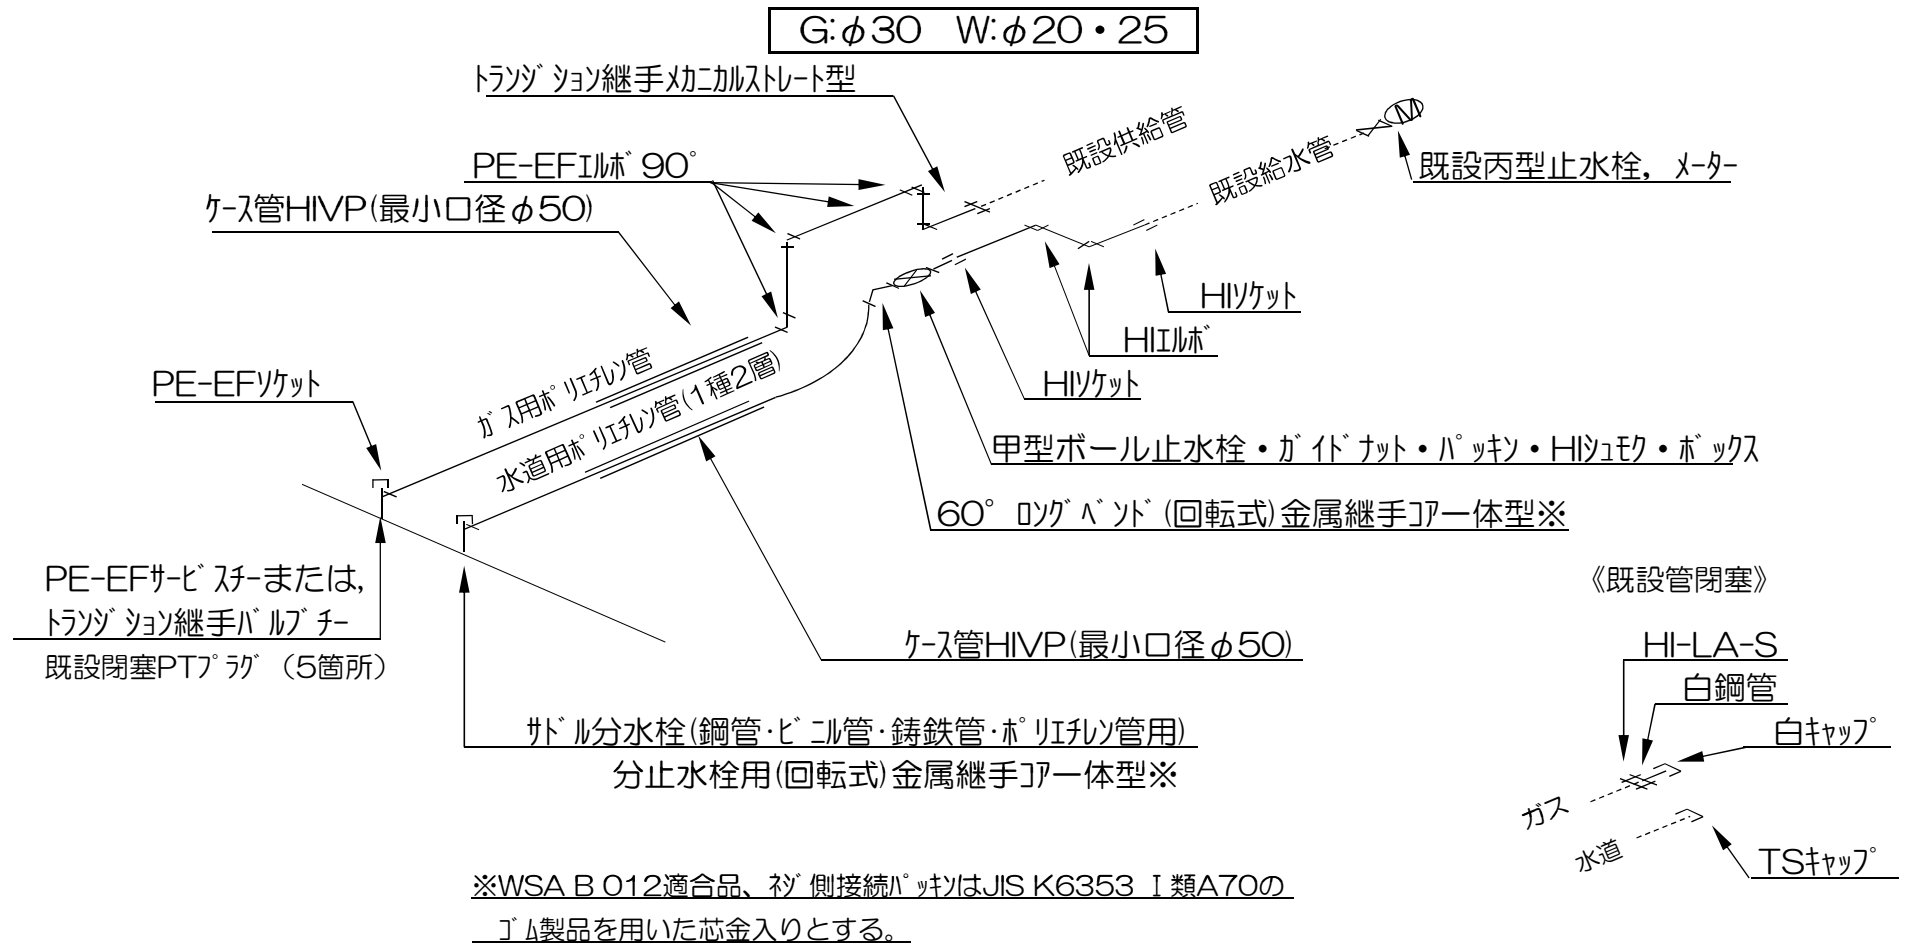 G:φ30　W:φ20・25
ﾄﾗﾝｼﾞｼｮﾝ継手ﾒｶﾆｶﾙｽﾄﾚｰﾄ型
既設供給管
M
PE-EFｴﾙﾎﾞ90°
既設給水管
既設丙型止水栓，ﾒｰﾀｰ
ｹｰｽ管HIVP(最小口径φ50)
HIｿｹｯﾄ
HIｴﾙﾎﾞ
PE-EFｿｹｯﾄ
ｶﾞｽ用ﾎﾟﾘｴﾁﾚﾝ管
HIｿｹｯﾄ
水道用ﾎﾟﾘｴﾁﾚﾝ管(1種2層)
甲型ボール止水栓・ｶﾞｲﾄﾞﾅｯﾄ・ﾊﾟｯｷﾝ・HIｼｭﾓｸ・ﾎﾞｯｸｽ
60°ﾛﾝｸﾞﾍﾞﾝﾄﾞ(回転式)金属継手ｺｱ一体型※
PE-EFｻｰﾋﾞｽﾁｰまたは,
ﾄﾗﾝｼﾞｼｮﾝ継手ﾊﾞﾙﾌﾞﾁｰ
既設閉塞PTﾌﾟﾗｸﾞ（5箇所）
ｹｰｽ管HIVP(最小口径φ50)
ｻﾄﾞﾙ分水栓(鋼管･ﾋﾞﾆﾙ管･鋳鉄管･ﾎﾟﾘｴﾁﾚﾝ管用)
分止水栓用(回転式)金属継手ｺｱ一体型※
《既設管閉塞》
HI-LA-S
白鋼管
白ｷｬｯﾌﾟ
ガス
水道
TSｷｬｯﾌﾟ
※WSA B 012適合品、ﾈｼﾞ側接続ﾊﾟｯｷﾝはJIS K6353 Ⅰ類A70の
ｺﾞﾑ製品を用いた芯金入りとする。